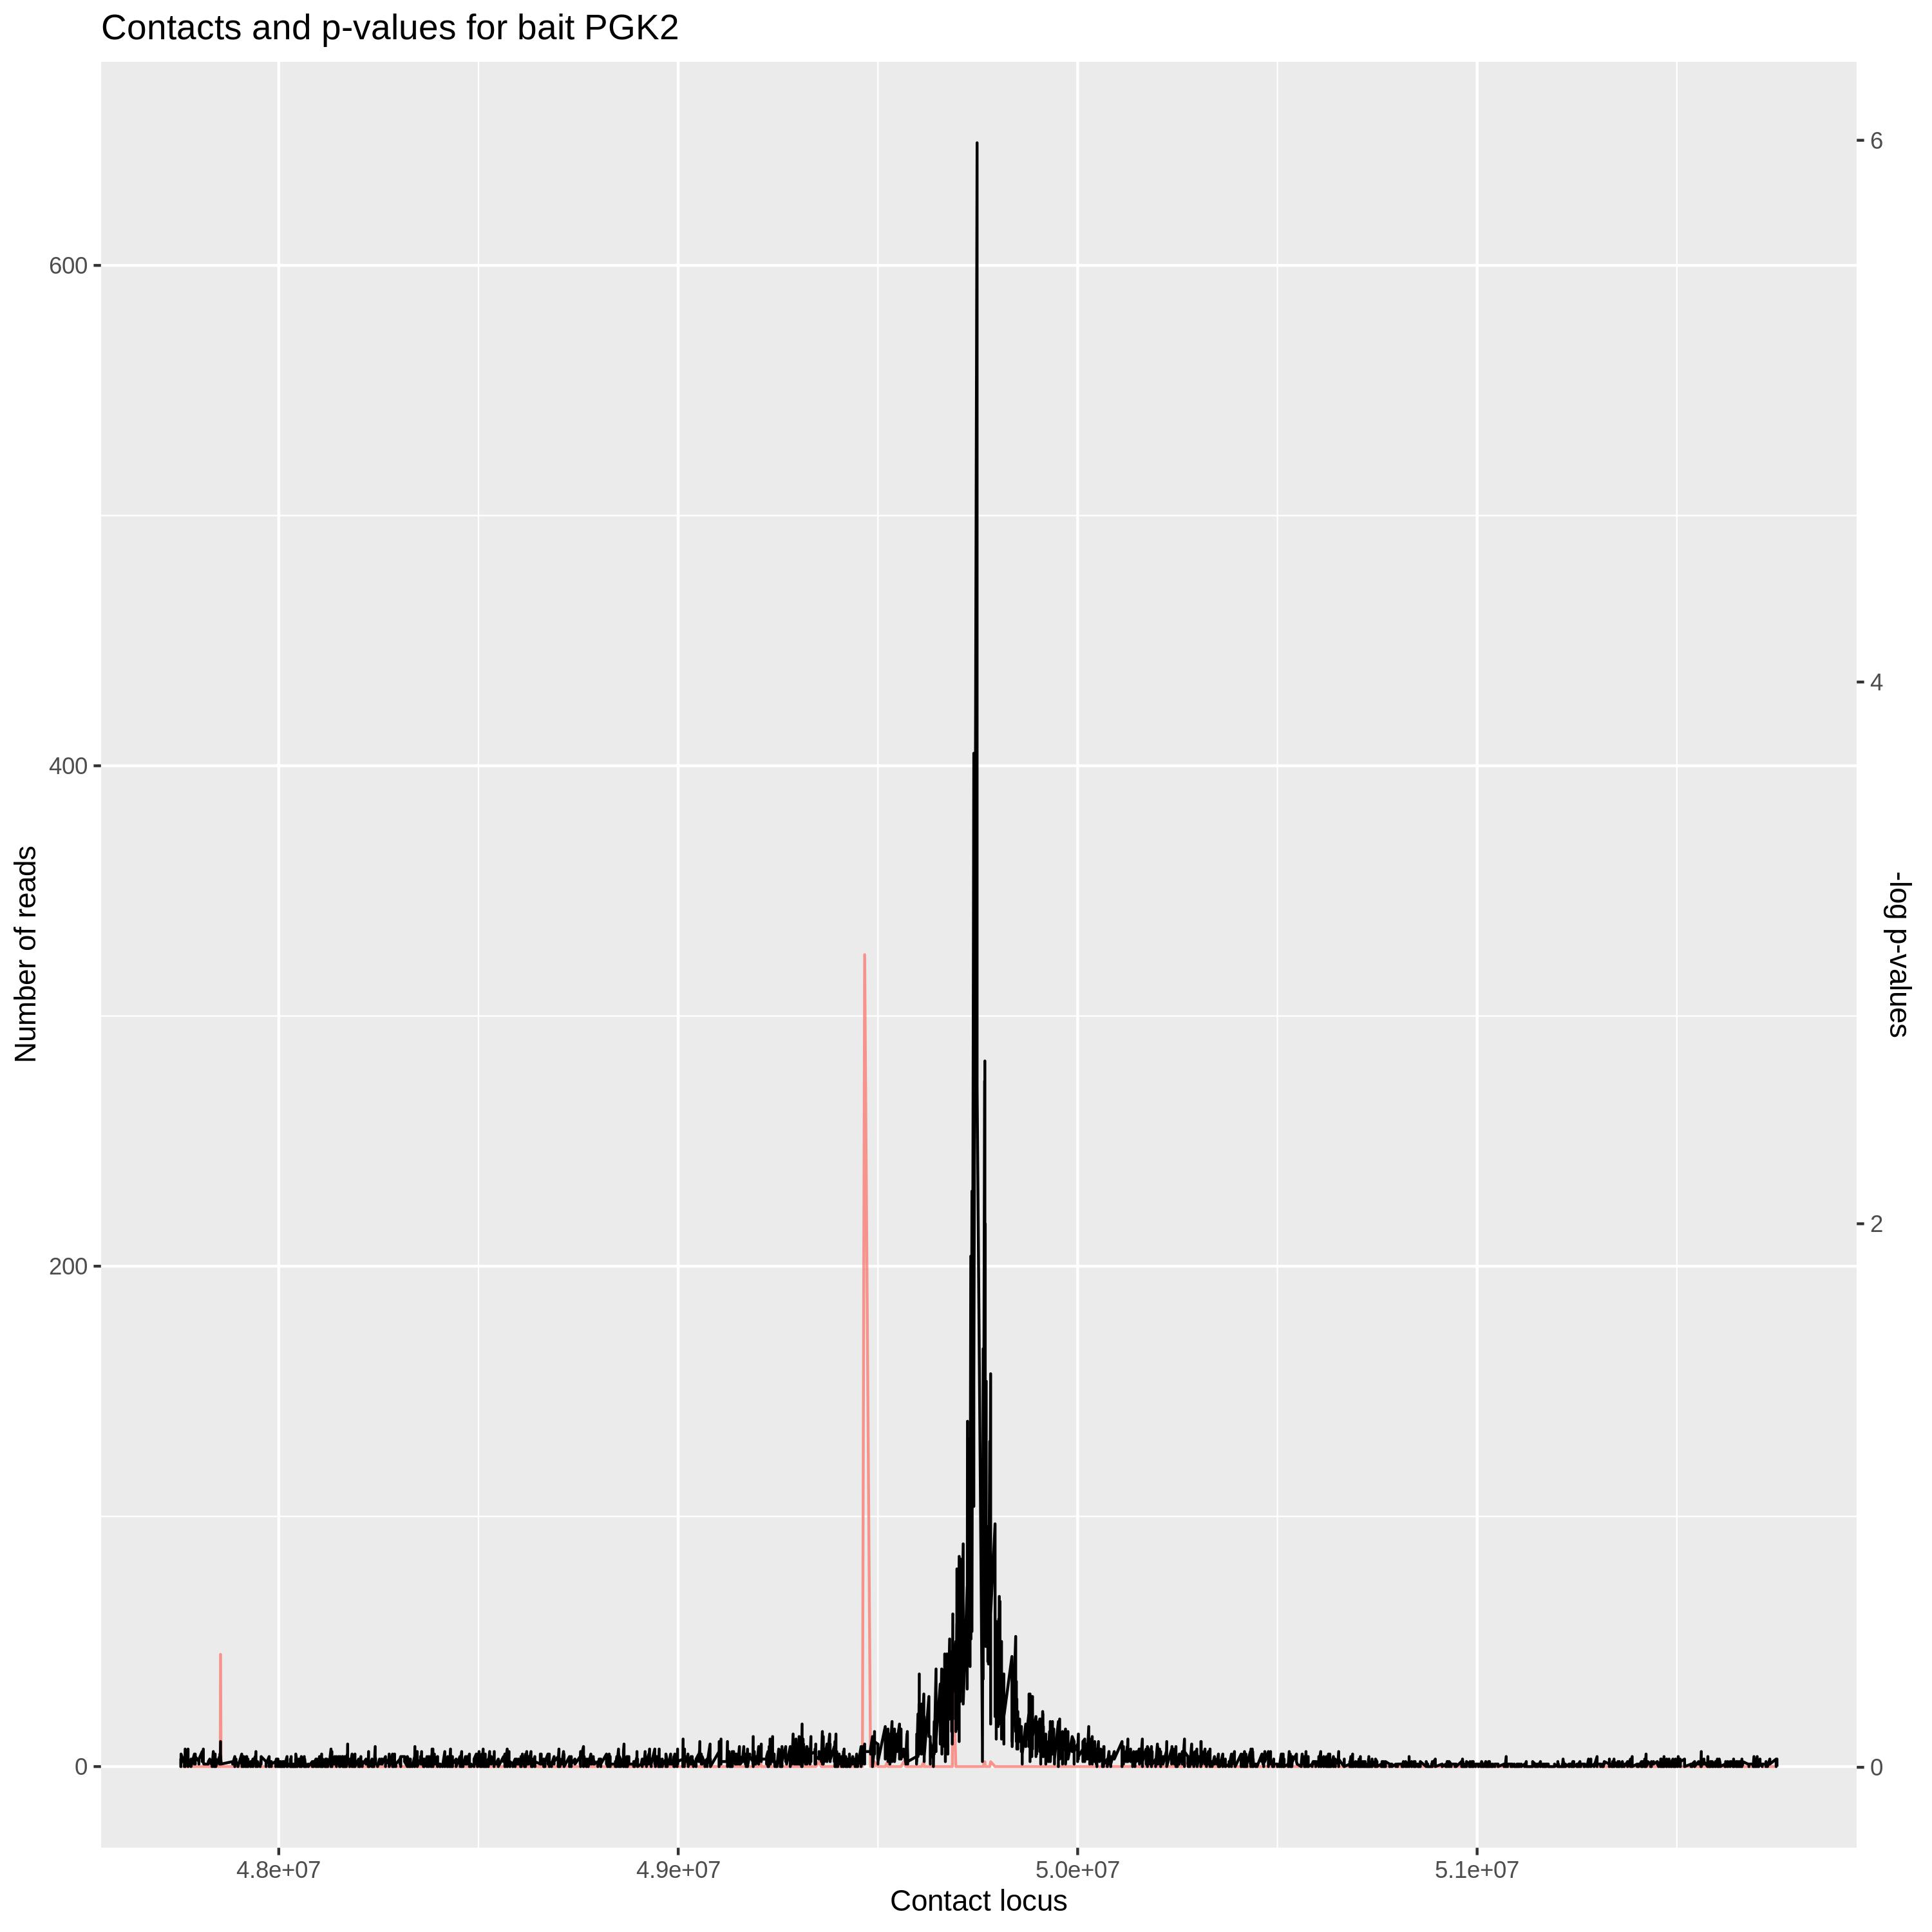 Contacts and p-values for bait PGK2
600
400
200
0
6
4
2
0
Number of reads
-log p-values
4.8e+07
4.9e+07
5.0e+07
5.1e+07
Contact locus